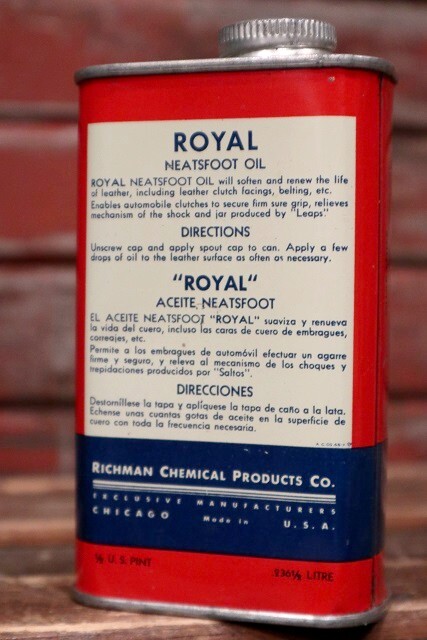 ROYAL
NEATSFOOT OIL
ROYAL NEATSFOOT OIL will soften and renew the life
of leather, including leather clutch facings, belting, etc.
Enables automobile clutches to secure firm sure grip, relieves
mechanism of the shock and jar produced by "Leaps"
DIRECTIONS
Unscrew cap and apply spout cap to can. Apply a few
drops of oil to the leather surface as often as necessary.
"ROYAL"
ACEITE NEATSFOOT
EL ACEITE NEATSFOOT "ROYAL" suaviza y renueva
la vida del cuero, incluso las caras de cuero de embragues,
correajes, etc.
Permite a los embragues de automóvil efectuar un agarre
firme y seguro, y releva al mecanismo de los choques y
trepidaciones producidos por "Saltos".
DIRECCIONES
Destorníllese la tapa y aplíquese la tapa de caño a la lata.
Echense unas cuantas gotas de aceite en la superficie de
cuero con toda la frecuencia necesaria.
RICHMAN CHEMICAL PRODUCTS CO.
EXCLUSIVE MANUFACTURERS
CHICAGO Made in U. S. A.
U. S. PINT
.2365⁄8 LITRE